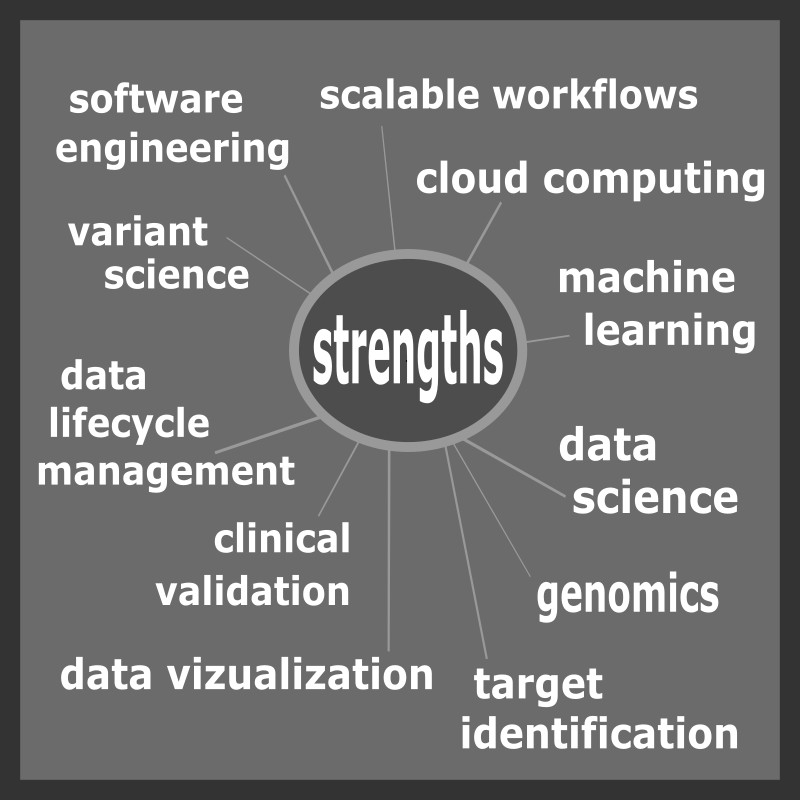 software
engineering
scalable workflows
cloud computing
variant
science
machine
learning
strengths
data
lifecycle
management
data
science
clinical
validation
genomics
data vizualization
target
identification